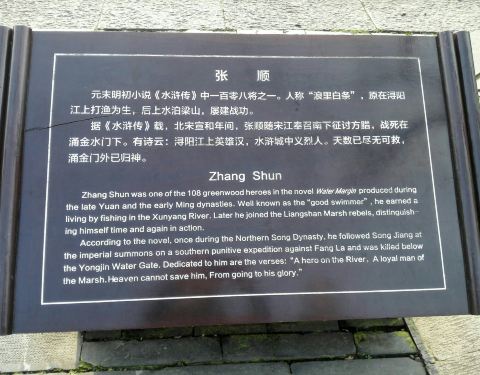 张 顺
元末明初小说《水浒传》中一百零八将之一。人称“浪里白条”，原在浔阳
江上打渔为生，后上水泊梁山，屡建战功。
据《水浒传》载，北宋宣和年间，张顺随宋江奉召南下征讨方腊，战死在
涌金水门下。有诗云：浔阳江上英雄汉，水浒城中义烈人。天数已尽无可救，
涌金门外已归神。
Zhang Shun
Zhang Shun was one of the 108 greenwood heroes in the novel Water Margin produced during
the late Yuan and the early Ming dynasties. Well known as the "good swimmer", he earned a
living by fishing in the Xunyang River. Later he joined the Liangshan Marsh rebels, distinguish-
ing himself time and again in action.
According to the novel, once during the Northern Song Dynasty, he followed Song Jiang at
the imperial summons on a southern punitive expedition against Fang La and was killed below
the Yongjin Water Gate. Dedicated to him are the verses: "A hero on the River, A loyal man of
the Marsh. Heaven cannot save him, From going to his glory."